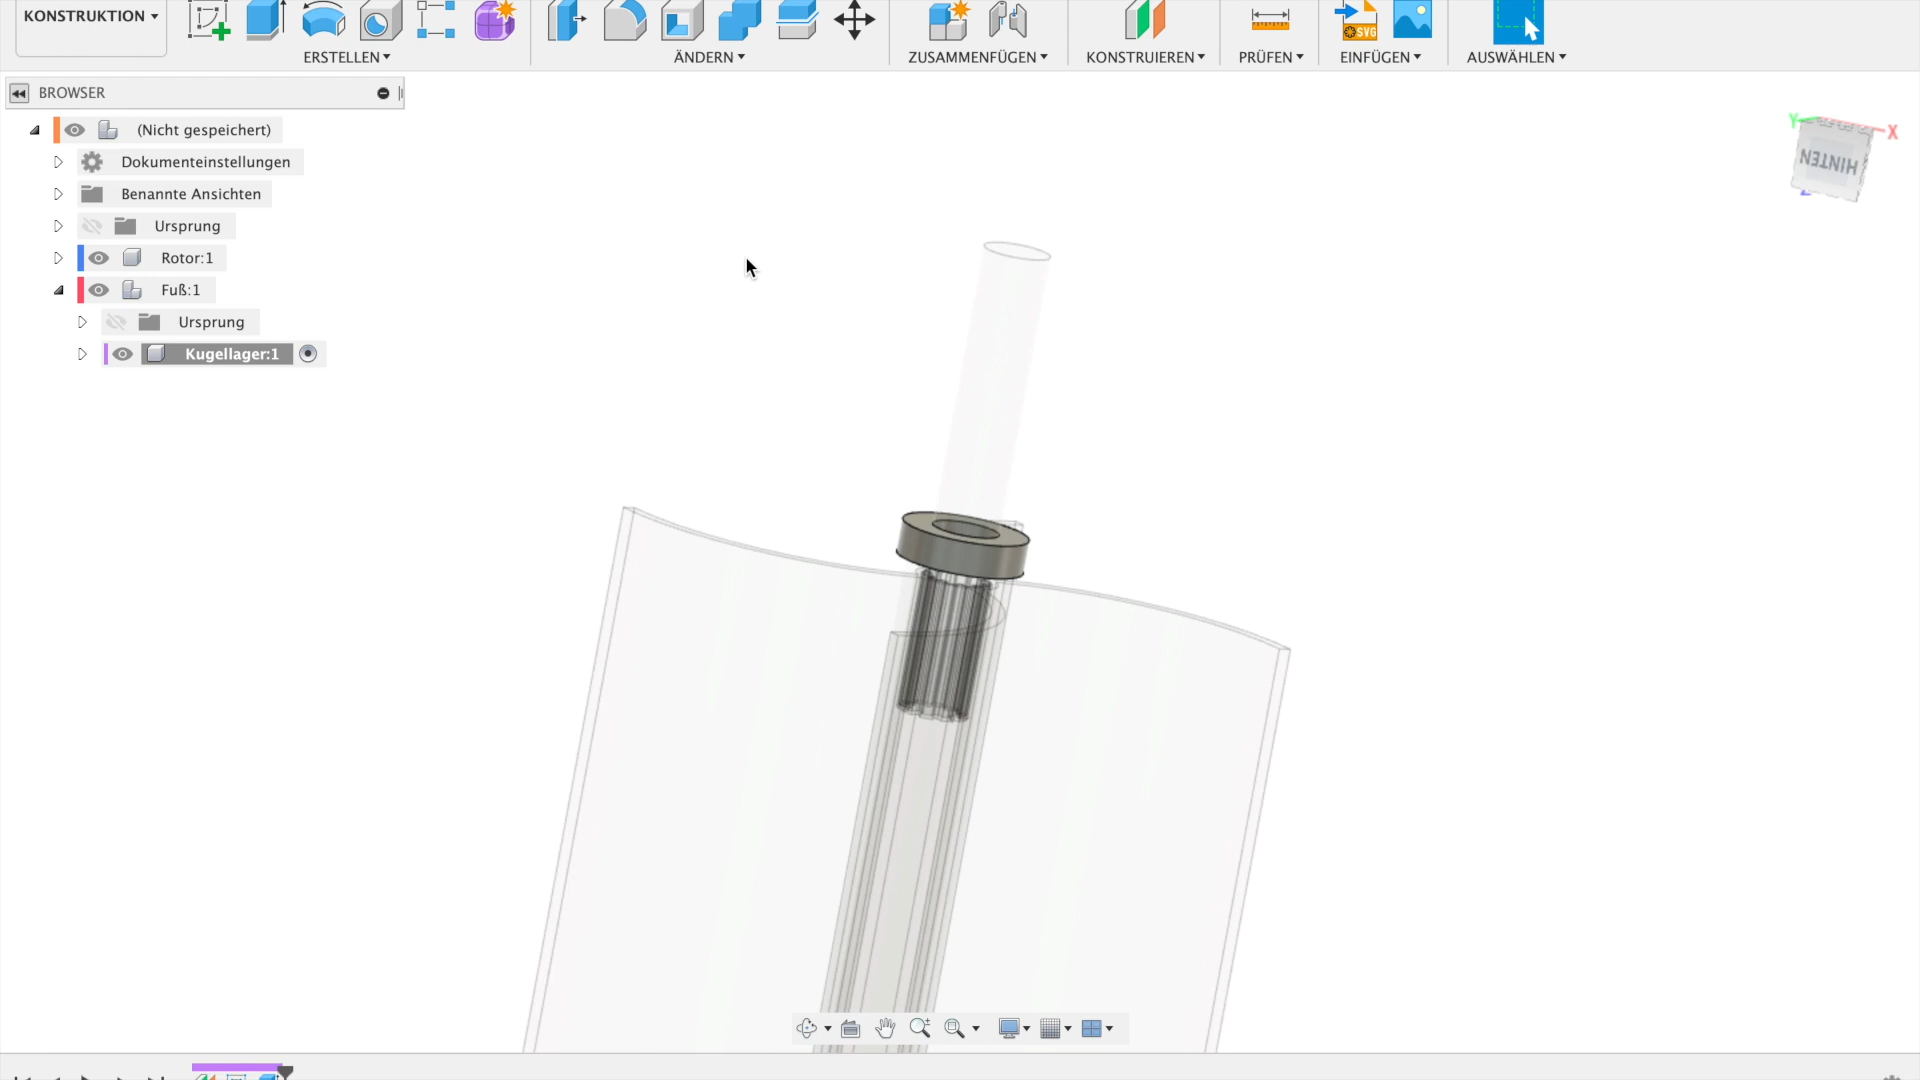 KONSTRUKTION
ERSTELLEN
ÄNDERN
ZUSAMMENFÜGEN
KONSTRUIEREN
PRÜFEN
EINFÜGEN
AUSWÄHLEN
SVG
BROWSER
(Nicht gespeichert)
Dokumenteinstellungen
Benannte Ansichten
Ursprung
Rotor:1
Fuß:1
Ursprung
Kugellager:1
Y
X
HINTEN
Z